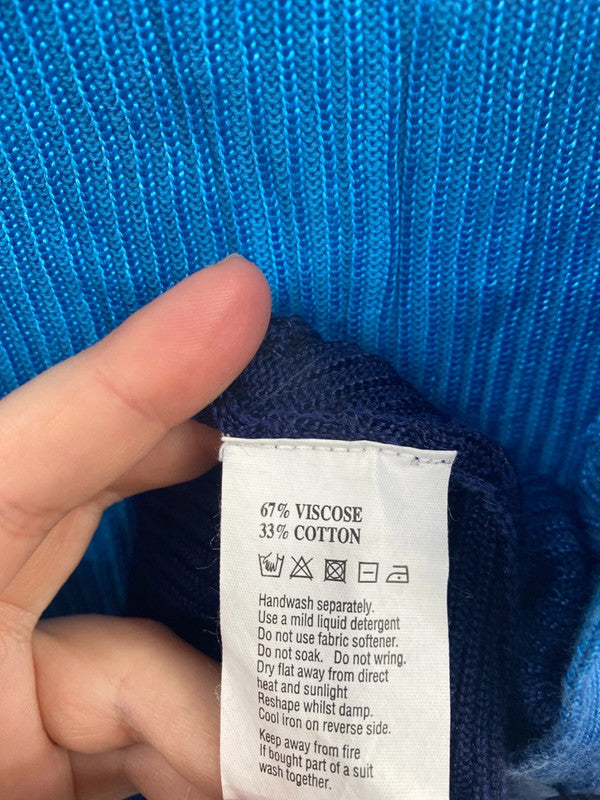 67% VISCOSE
33% COTTON
Handwash separately.
Use a mild liquid detergent
Do not use fabric softener.
Do not soak. Do not wring.
Dry flat away from direct
heat and sunlight
Reshape whilst damp.
Cool iron on reverse side.
Keep away from fire
If bought part of a suit
wash together.